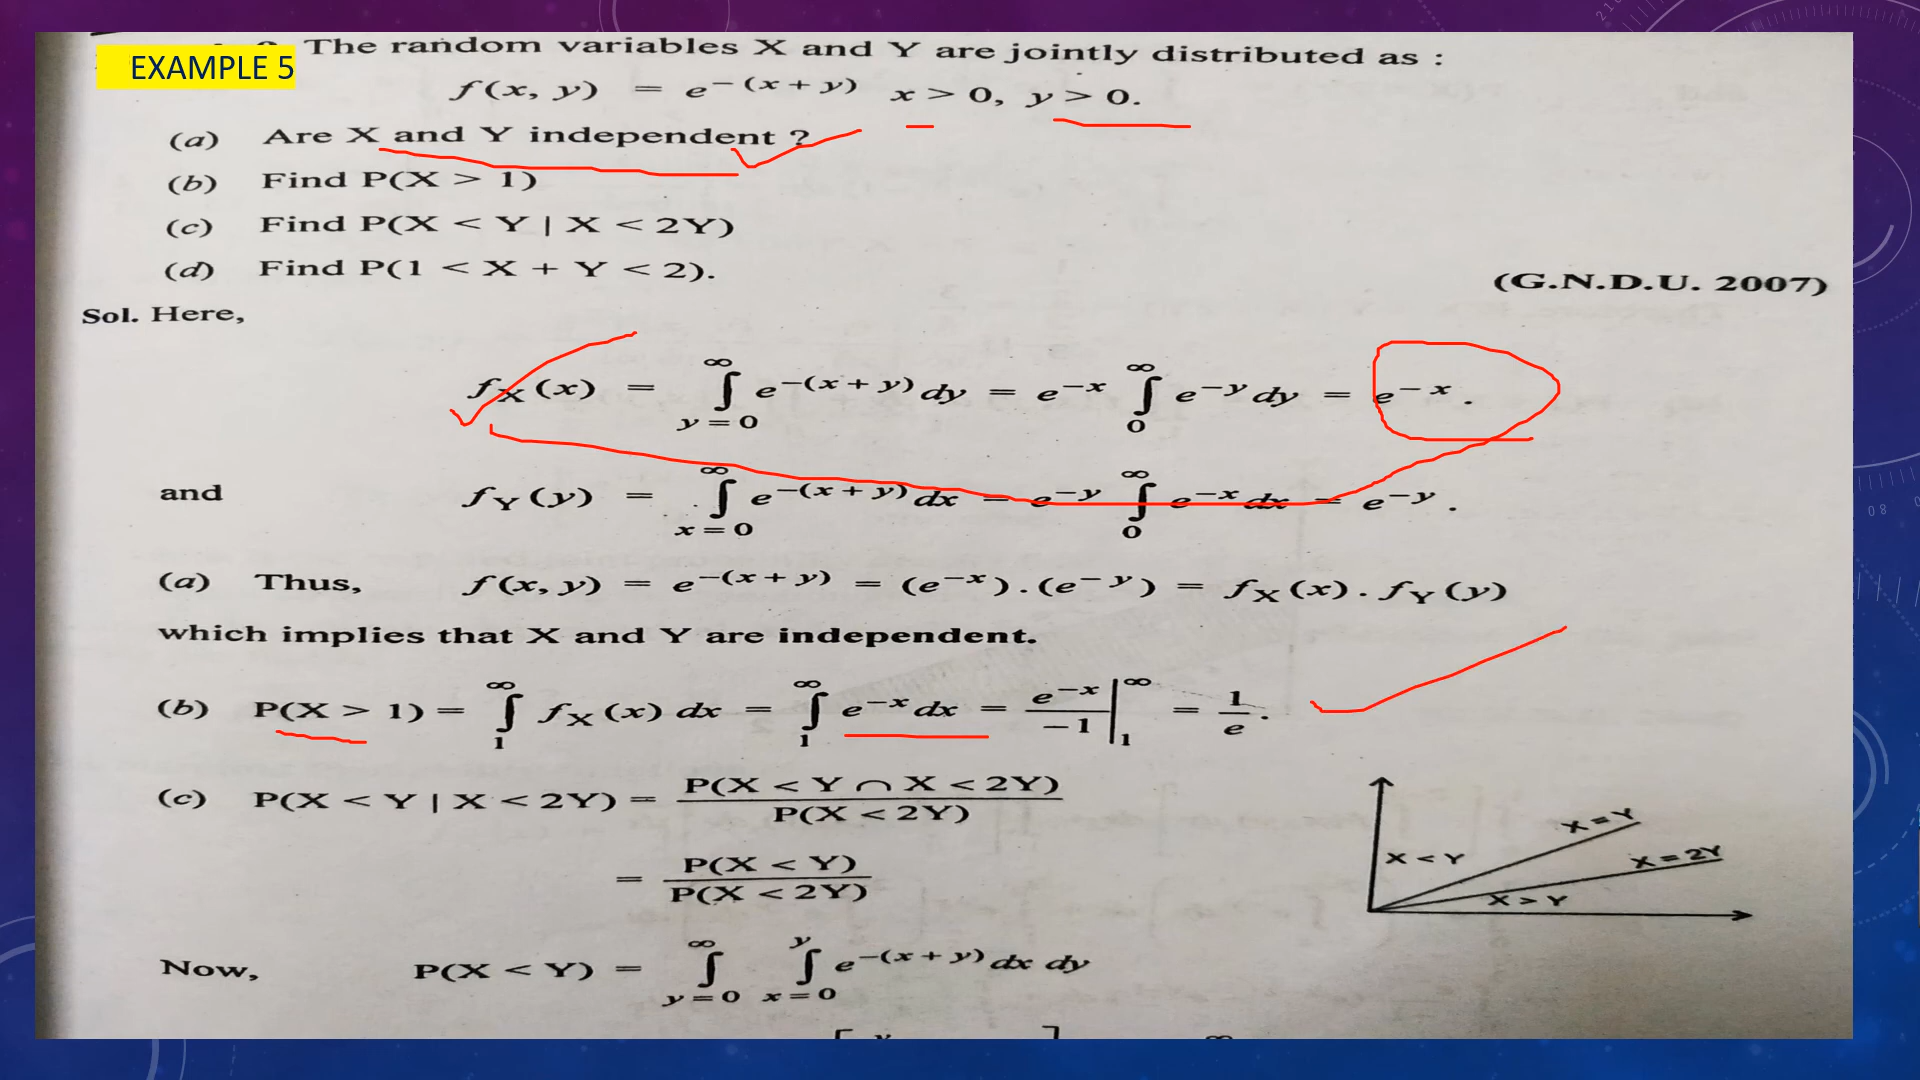 EXAMPLE 5
The random variables X and Y are jointly distributed as :
f(x, y) = e^−(x + y) x > 0, y > 0.
(a) Are X and Y independent ?
(b) Find P(X > 1)
(c) Find P(X < Y | X < 2Y)
(d) Find P(1 < X + Y < 2).
(G.N.D.U. 2007)
Sol. Here,
f_X(x) = ∫_{y = 0}^{∞} e^{−(x + y)} dy = e^{−x} ∫_0^∞ e^{−y} dy = e^{−x}.
and f_Y(y) = ∫_{x = 0}^{∞} e^{−(x + y)} dx = e^{−y} ∫_0^∞ e^{−x} dx = e^{−y}.
(a) Thus, f(x, y) = e^{−(x + y)} = (e^{−x}).(e^{−y}) = f_X(x).f_Y(y)
which implies that X and Y are independent.
(b) P(X > 1) = ∫_1^∞ f_X(x) dx = ∫_1^∞ e^{−x} dx = e^{−x}/−1 |_1^∞ = 1/e.
(c) P(X < Y | X < 2Y) = P(X < Y ∩ X < 2Y)/P(X < 2Y)
= P(X < Y)/P(X < 2Y)
X = Y
X < Y
X = 2Y
X > Y
Now, P(X < Y) = ∫_{y = 0}^{∞} ∫_{x = 0}^{y} e^{−(x + y)} dx dy